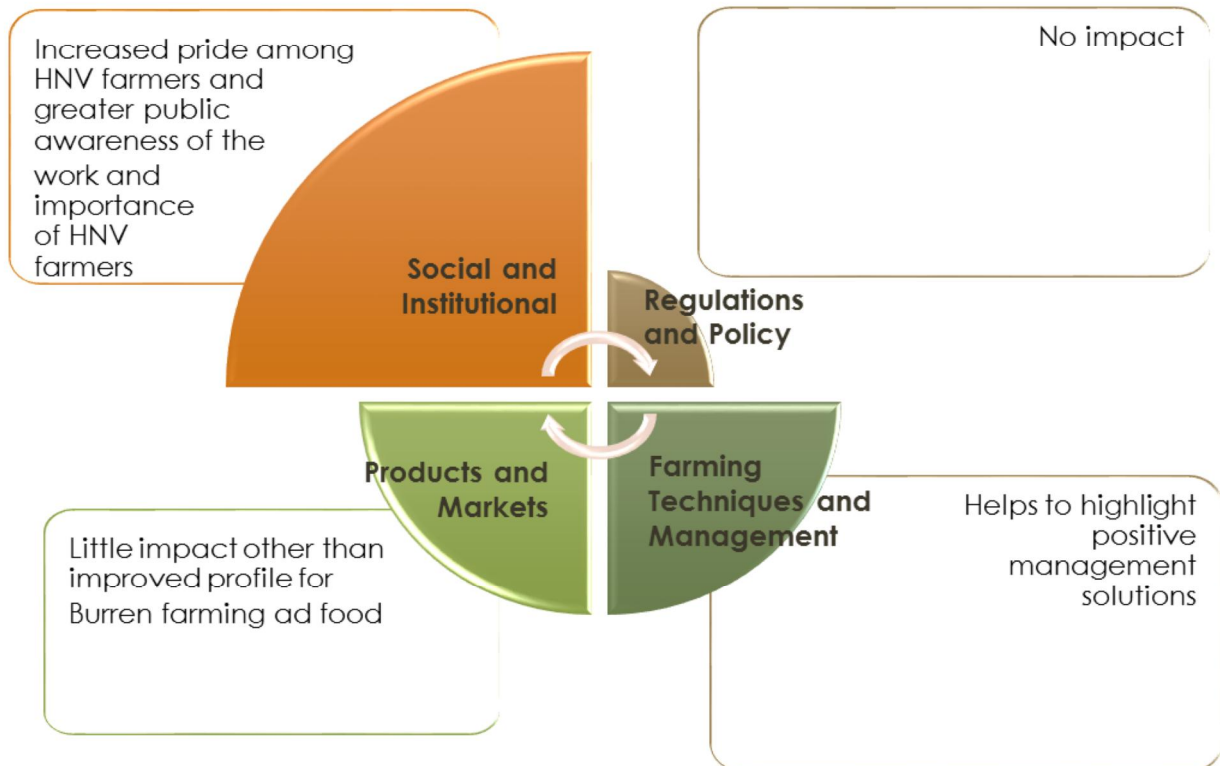 Increased pride among
HNV farmers and
greater public
awareness of the
work and
importance
of HNV
farmers
No impact
Social and
Institutional
Regulations
and Policy
Products and
Markets
Farming
Techniques and
Management
Little impact other than
improved profile for
Burren farming ad food
Helps to highlight
positive
management
solutions